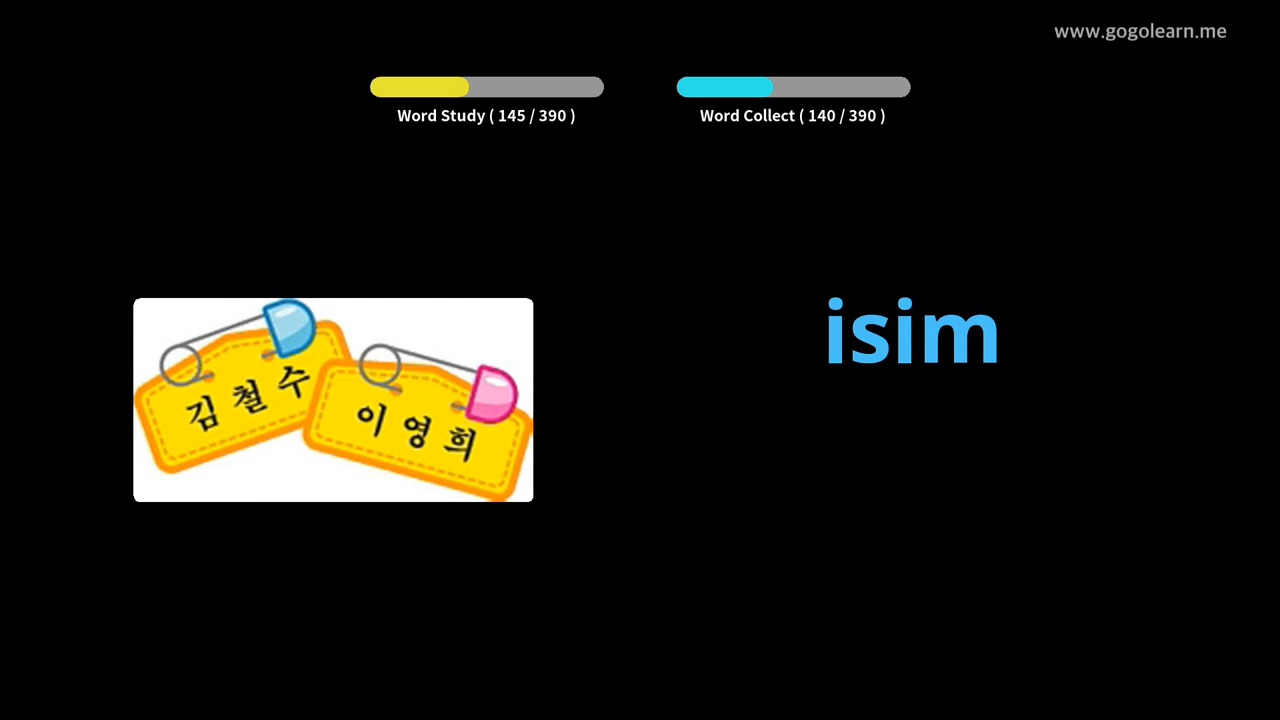 www.gogolearn.me
Word Study ( 145 / 390 )
Word Collect ( 140 / 390 )
김철수
이영희
isim